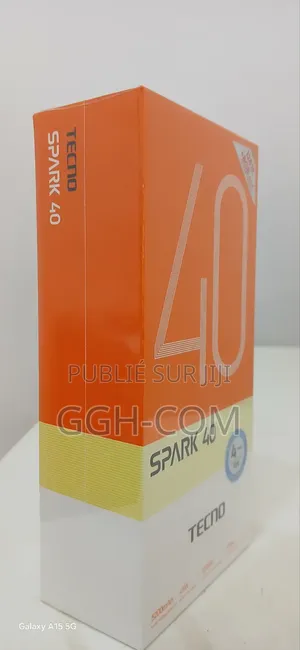 TECNO
SPARK 40
40
PUBLIÉ SUR JIJI
GGH-COM
SPARK 40
TECNO
Galaxy A15 5G